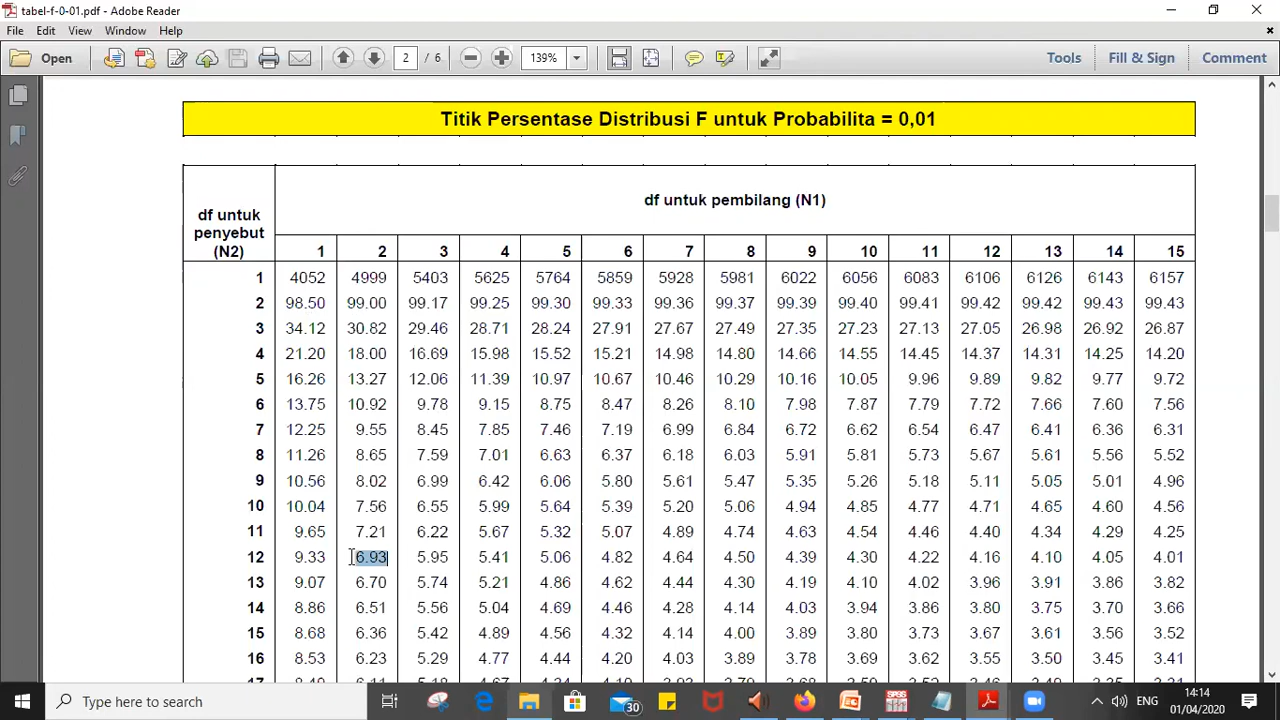 tabel-f-0-01.pdf - Adobe Reader
File Edit View Window Help
Open 2 / 6 139% Tools Fill & Sign Comment
Titik Persentase Distribusi F untuk Probabilita = 0,01
df untuk penyebut (N2)
df untuk pembilang (N1)
1 2 3 4 5 6 7 8 9 10 11 12 13 14 15
1 4052 4999 5403 5625 5764 5859 5928 5981 6022 6056 6083 6106 6126 6143 6157
2 98.50 99.00 99.17 99.25 99.30 99.33 99.36 99.37 99.39 99.40 99.41 99.42 99.42 99.43 99.43
3 34.12 30.82 29.46 28.71 28.24 27.91 27.67 27.49 27.35 27.23 27.13 27.05 26.98 26.92 26.87
4 21.20 18.00 16.69 15.98 15.52 15.21 14.98 14.80 14.66 14.55 14.45 14.37 14.31 14.25 14.20
5 16.26 13.27 12.06 11.39 10.97 10.67 10.46 10.29 10.16 10.05 9.96 9.89 9.82 9.77 9.72
6 13.75 10.92 9.78 9.15 8.75 8.47 8.26 8.10 7.98 7.87 7.79 7.72 7.66 7.60 7.56
7 12.25 9.55 8.45 7.85 7.46 7.19 6.99 6.84 6.72 6.62 6.54 6.47 6.41 6.36 6.31
8 11.26 8.65 7.59 7.01 6.63 6.37 6.18 6.03 5.91 5.81 5.73 5.67 5.61 5.56 5.52
9 10.56 8.02 6.99 6.42 6.06 5.80 5.61 5.47 5.35 5.26 5.18 5.11 5.05 5.01 4.96
10 10.04 7.56 6.55 5.99 5.64 5.39 5.20 5.06 4.94 4.85 4.77 4.71 4.65 4.60 4.56
11 9.65 7.21 6.22 5.67 5.32 5.07 4.89 4.74 4.63 4.54 4.46 4.40 4.34 4.29 4.25
12 9.33 6.93 5.95 5.41 5.06 4.82 4.64 4.50 4.39 4.30 4.22 4.16 4.10 4.05 4.01
13 9.07 6.70 5.74 5.21 4.86 4.62 4.44 4.30 4.19 4.10 4.02 3.96 3.91 3.86 3.82
14 8.86 6.51 5.56 5.04 4.69 4.46 4.28 4.14 4.03 3.94 3.86 3.80 3.75 3.70 3.66
15 8.68 6.36 5.42 4.89 4.56 4.32 4.14 4.00 3.89 3.80 3.73 3.67 3.61 3.56 3.52
16 8.53 6.23 5.29 4.77 4.44 4.20 4.03 3.89 3.78 3.69 3.62 3.55 3.50 3.45 3.41
Type here to search 30 SPSS ENG 14:14
01/04/2020